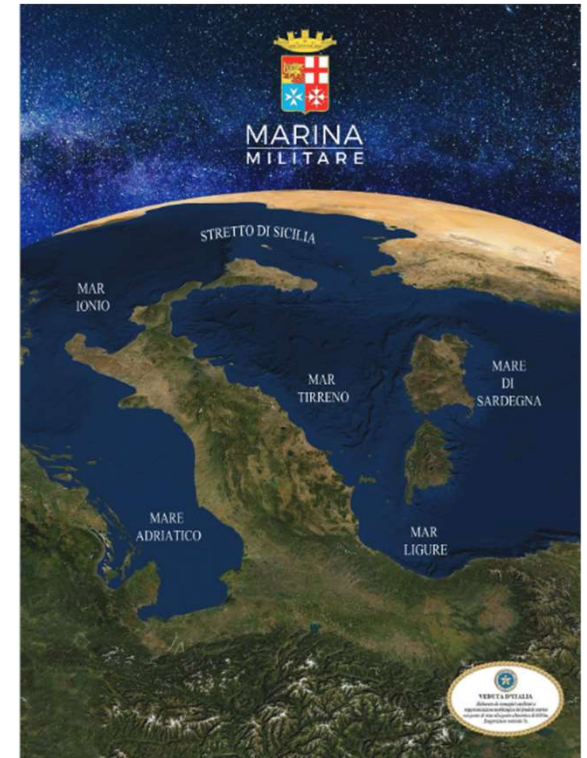 MARINA
MILITARE
STRETTO DI SICILIA
MAR
IONIO
MAR
TIRRENO
MARE
DI
SARDEGNA
MARE
ADRIATICO
MAR
LIGURE
VEDUTA D'ITALIA